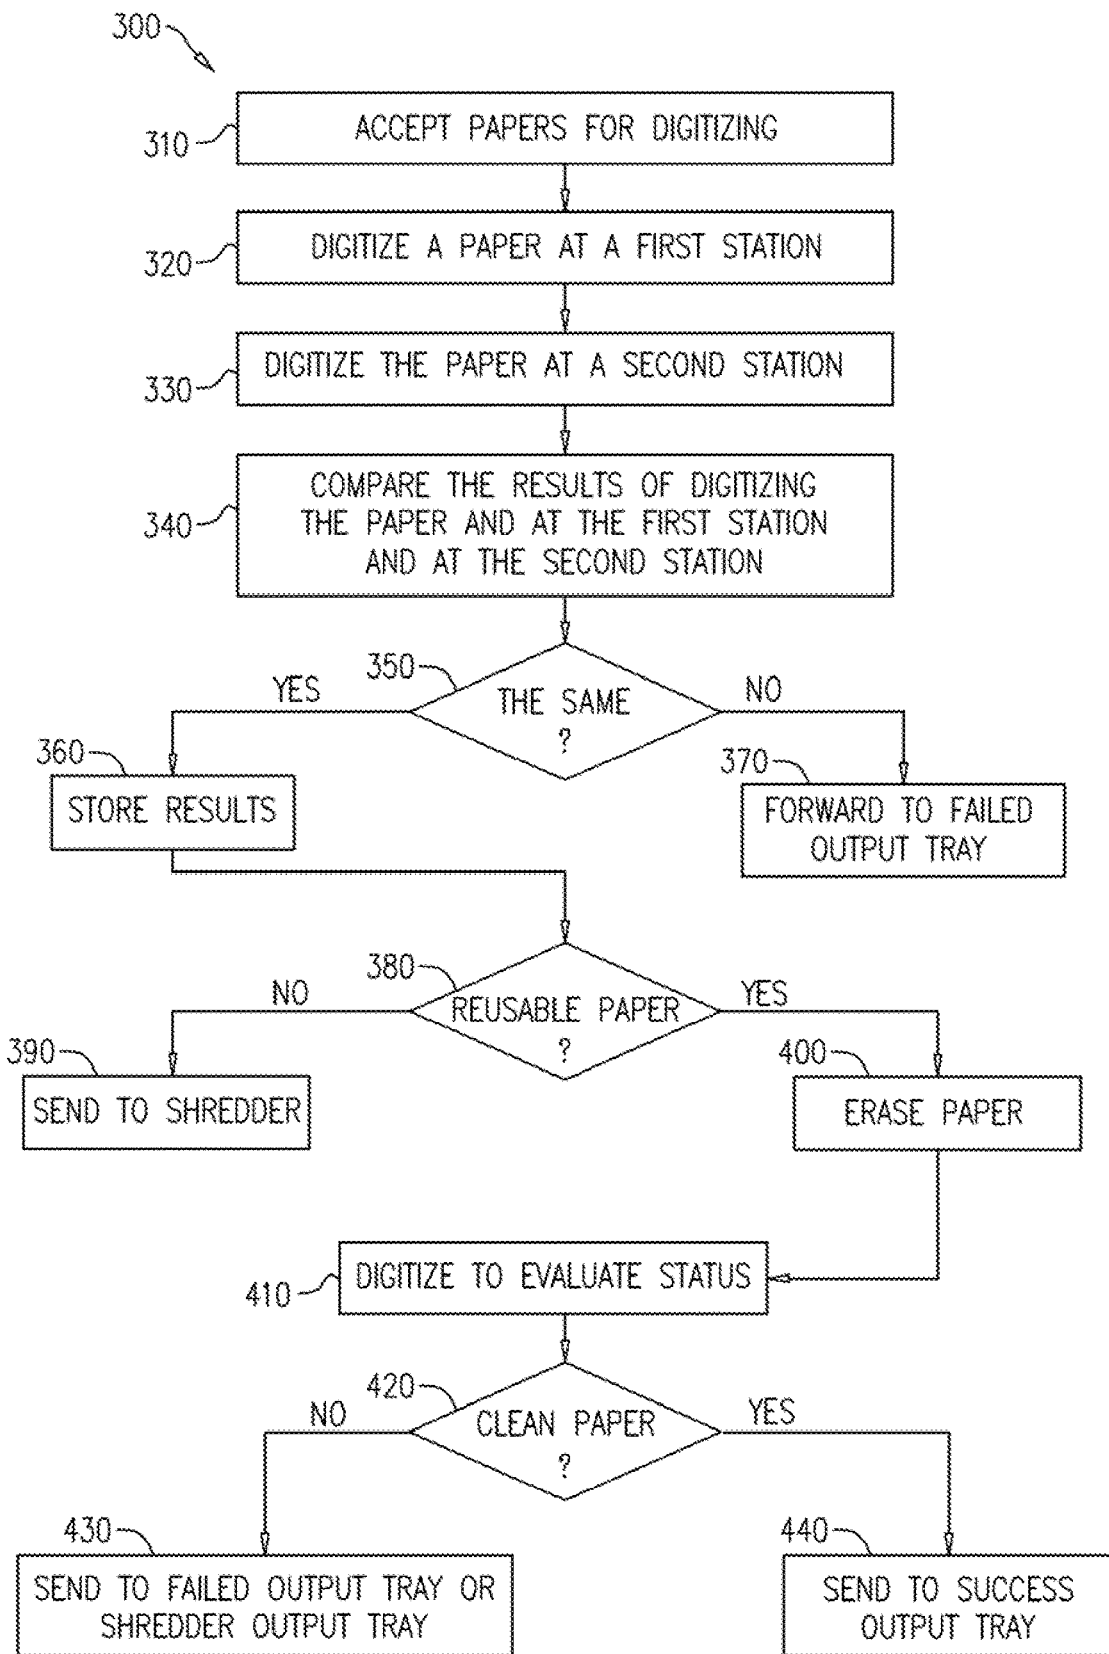 300
310
ACCEPT PAPERS FOR DIGITIZING
320
DIGITIZE A PAPER AT A FIRST STATION
330
DIGITIZE THE PAPER AT A SECOND STATION
340
COMPARE THE RESULTS OF DIGITIZING
THE PAPER AND AT THE FIRST STATION
AND AT THE SECOND STATION
350
YES
THE SAME
?
NO
360
STORE RESULTS
370
FORWARD TO FAILED
OUTPUT TRAY
380
NO
REUSABLE PAPER
?
YES
390
SEND TO SHREDDER
400
ERASE PAPER
410
DIGITIZE TO EVALUATE STATUS
420
NO
CLEAN PAPER
?
YES
430
SEND TO FAILED OUTPUT TRAY OR
SHREDDER OUTPUT TRAY
440
SEND TO SUCCESS
OUTPUT TRAY